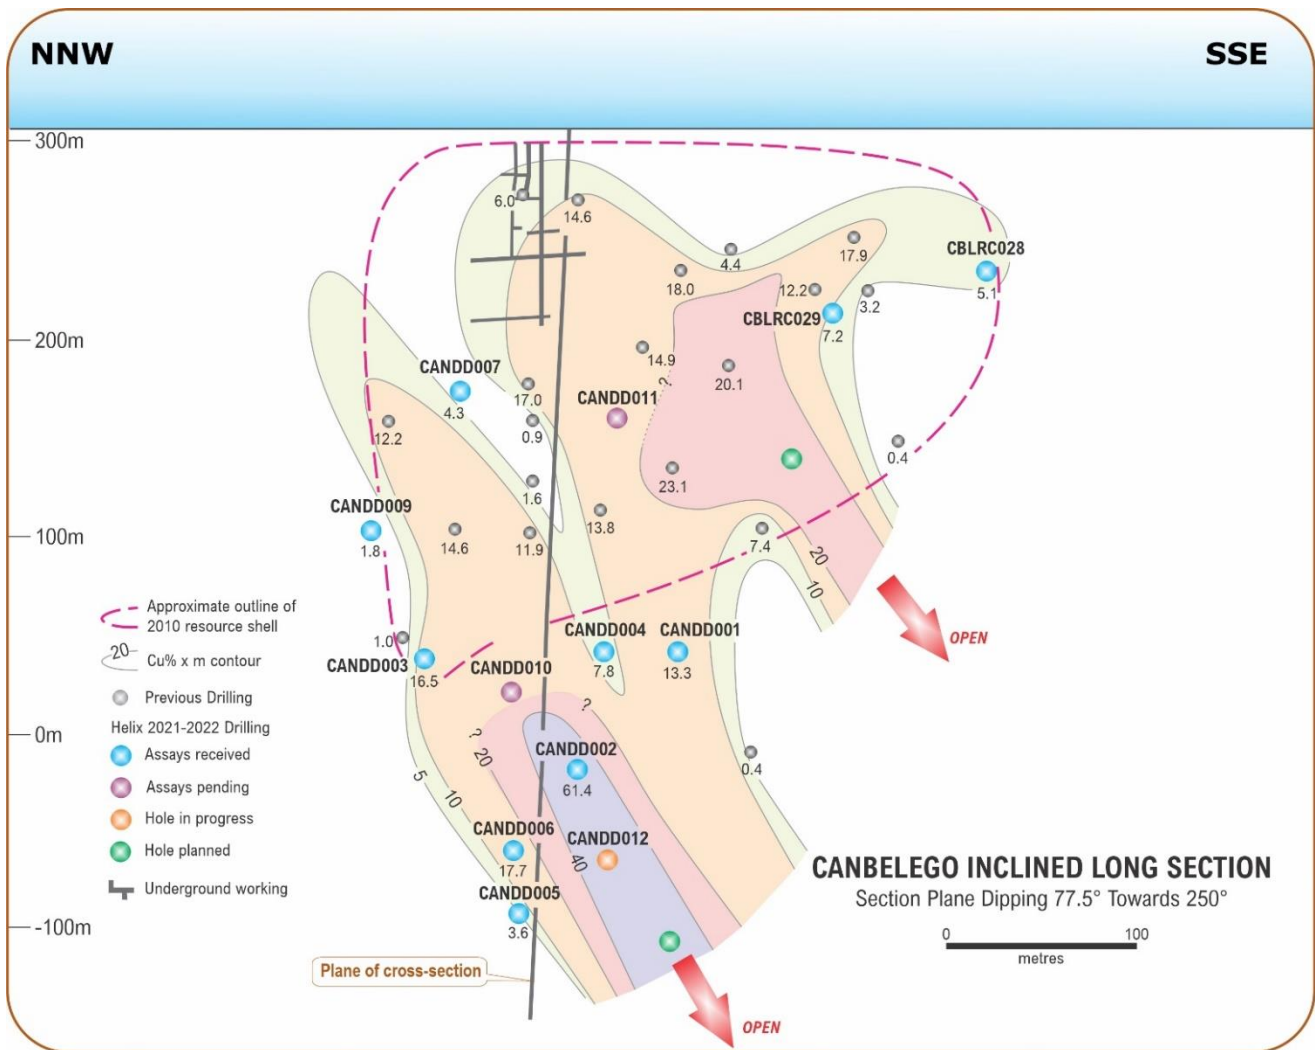 NNW
SSE
300m
6.0
14.6
4.4
17.9
CBLRC028
18.0
12.2
3.2
5.1
CBLRC029
7.2
200m
14.9
CANDD007
20.1
?
4.3
17.0
CANDD011
0.9
12.2
0.4
23.1
1.6
CANDD009
13.8
100m
1.8
14.6
11.9
7.4
20
10
Approximate outline of
2010 resource shell
20
Cu% x m contour
Previous Drilling
Helix 2021-2022 Drilling
Assays received
Assays pending
Hole in progress
Hole planned
Underground working
OPEN
1.0
CANDD004
CANDD001
CANDD003
16.5
7.8
13.3
CANDD010
?
?
0m
20
CANDD002
0.4
5
10
61.4
CANDD006
CANDD012
17.7
40
CANDD005
3.6
-100m
CANBELEGO INCLINED LONG SECTION
Section Plane Dipping 77.5° Towards 250°
0
100
metres
Plane of cross-section
OPEN